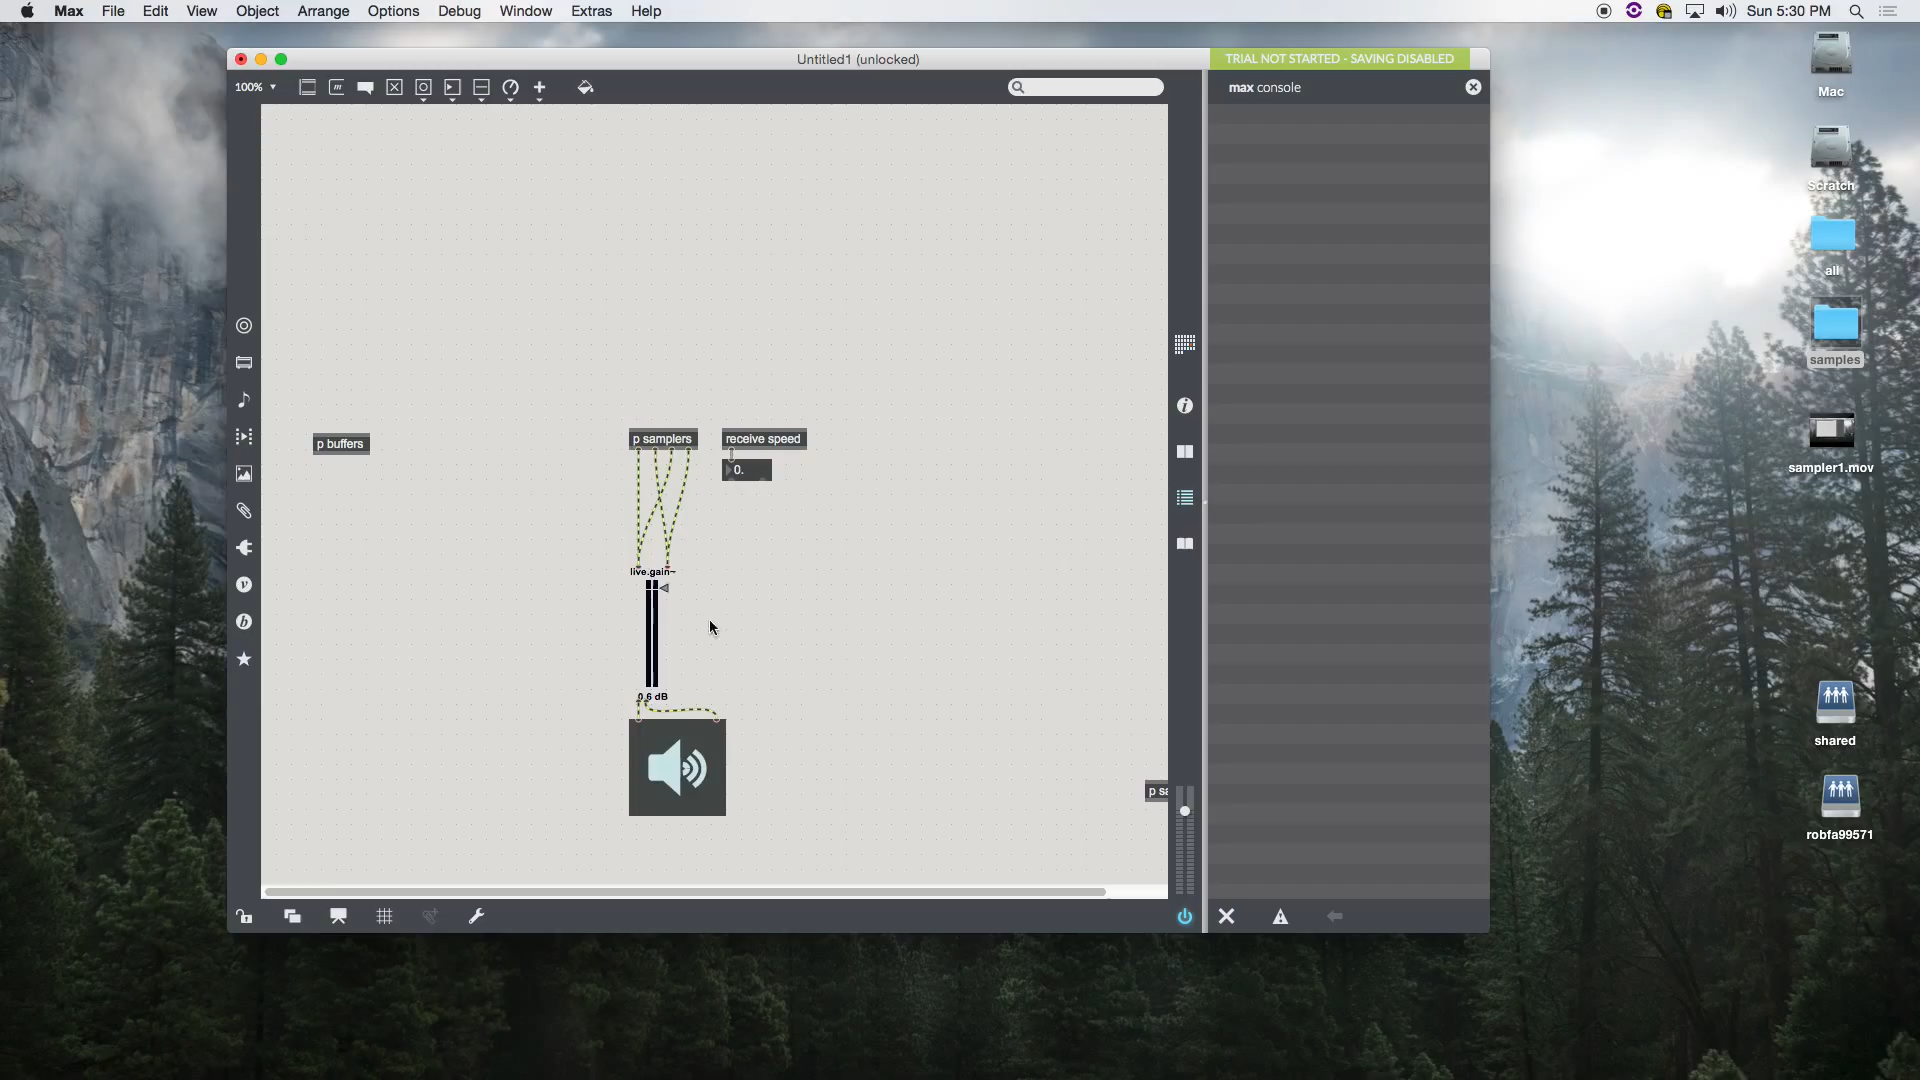 Max File Edit View Object Arrange Options Debug Window Extras Help Sun 5:30 PM
Untitled1 (unlocked)
TRIAL NOT STARTED - SAVING DISABLED
100%
max console
Mac
Scratch
all
samples
sampler1.mov
shared
robfa99571
p buffers
p samplers
receive speed
0.
live.gain~
0.6 dB
p sa